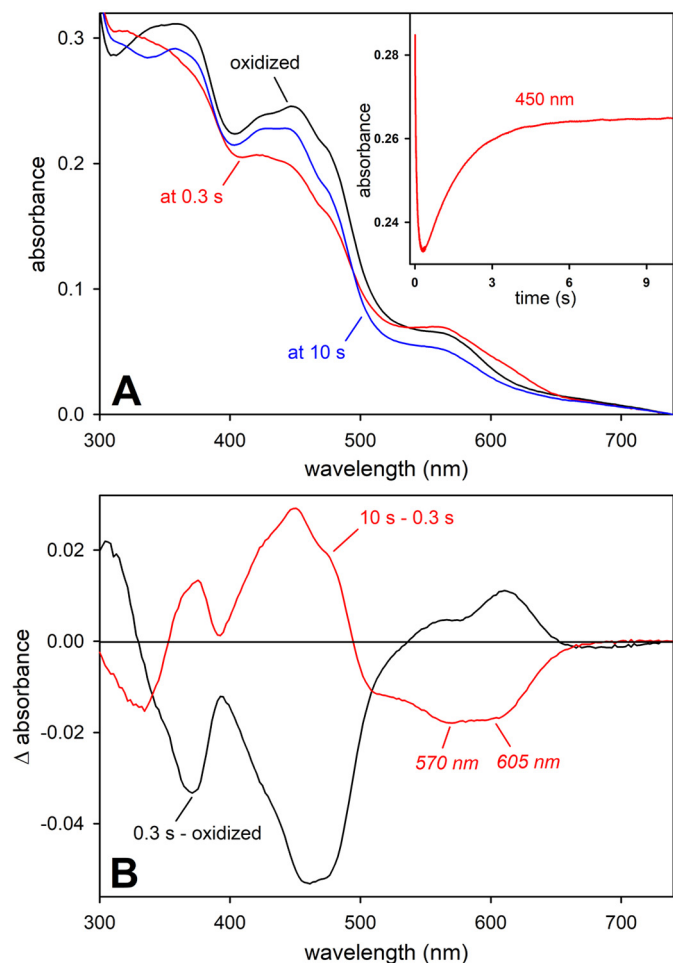 0.3
0.2
0.1
0.0
absorbance
oxidized
at 0.3 s
at 10 s
A
300 400 500 600 700
wavelength (nm)
0.28
0.26
0.24
absorbance
450 nm
0 3 6 9
time (s)
0.02
0.00
-0.02
-0.04
Δ absorbance
10 s - 0.3 s
570 nm
605 nm
0.3 s - oxidized
B
300 400 500 600 700
wavelength (nm)